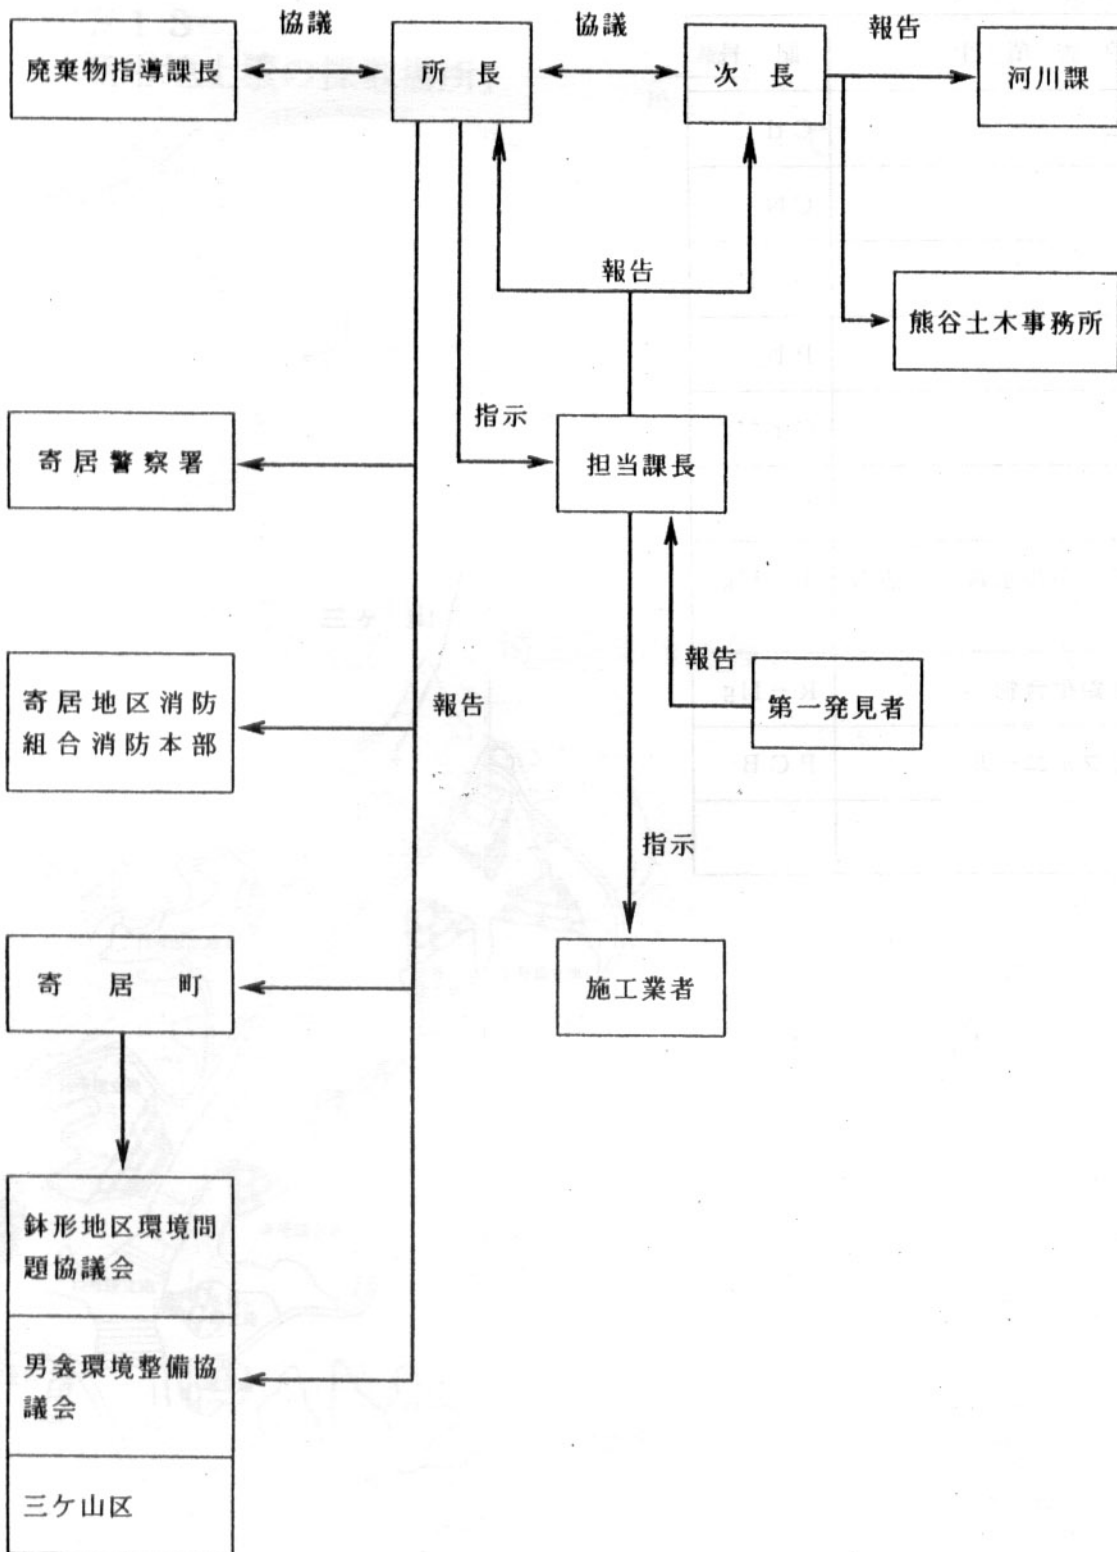 協議
協議
報告
廃棄物指導課長
所長
次長
河川課
報告
熊谷土木事務所
指示
担当課長
寄居警察署
寄居地区消防
組合消防本部
報告
報告
第一発見者
指示
寄居町
施工業者
鉢形地区環境問
題協議会
男衾環境整備協
議会
三ケ山区